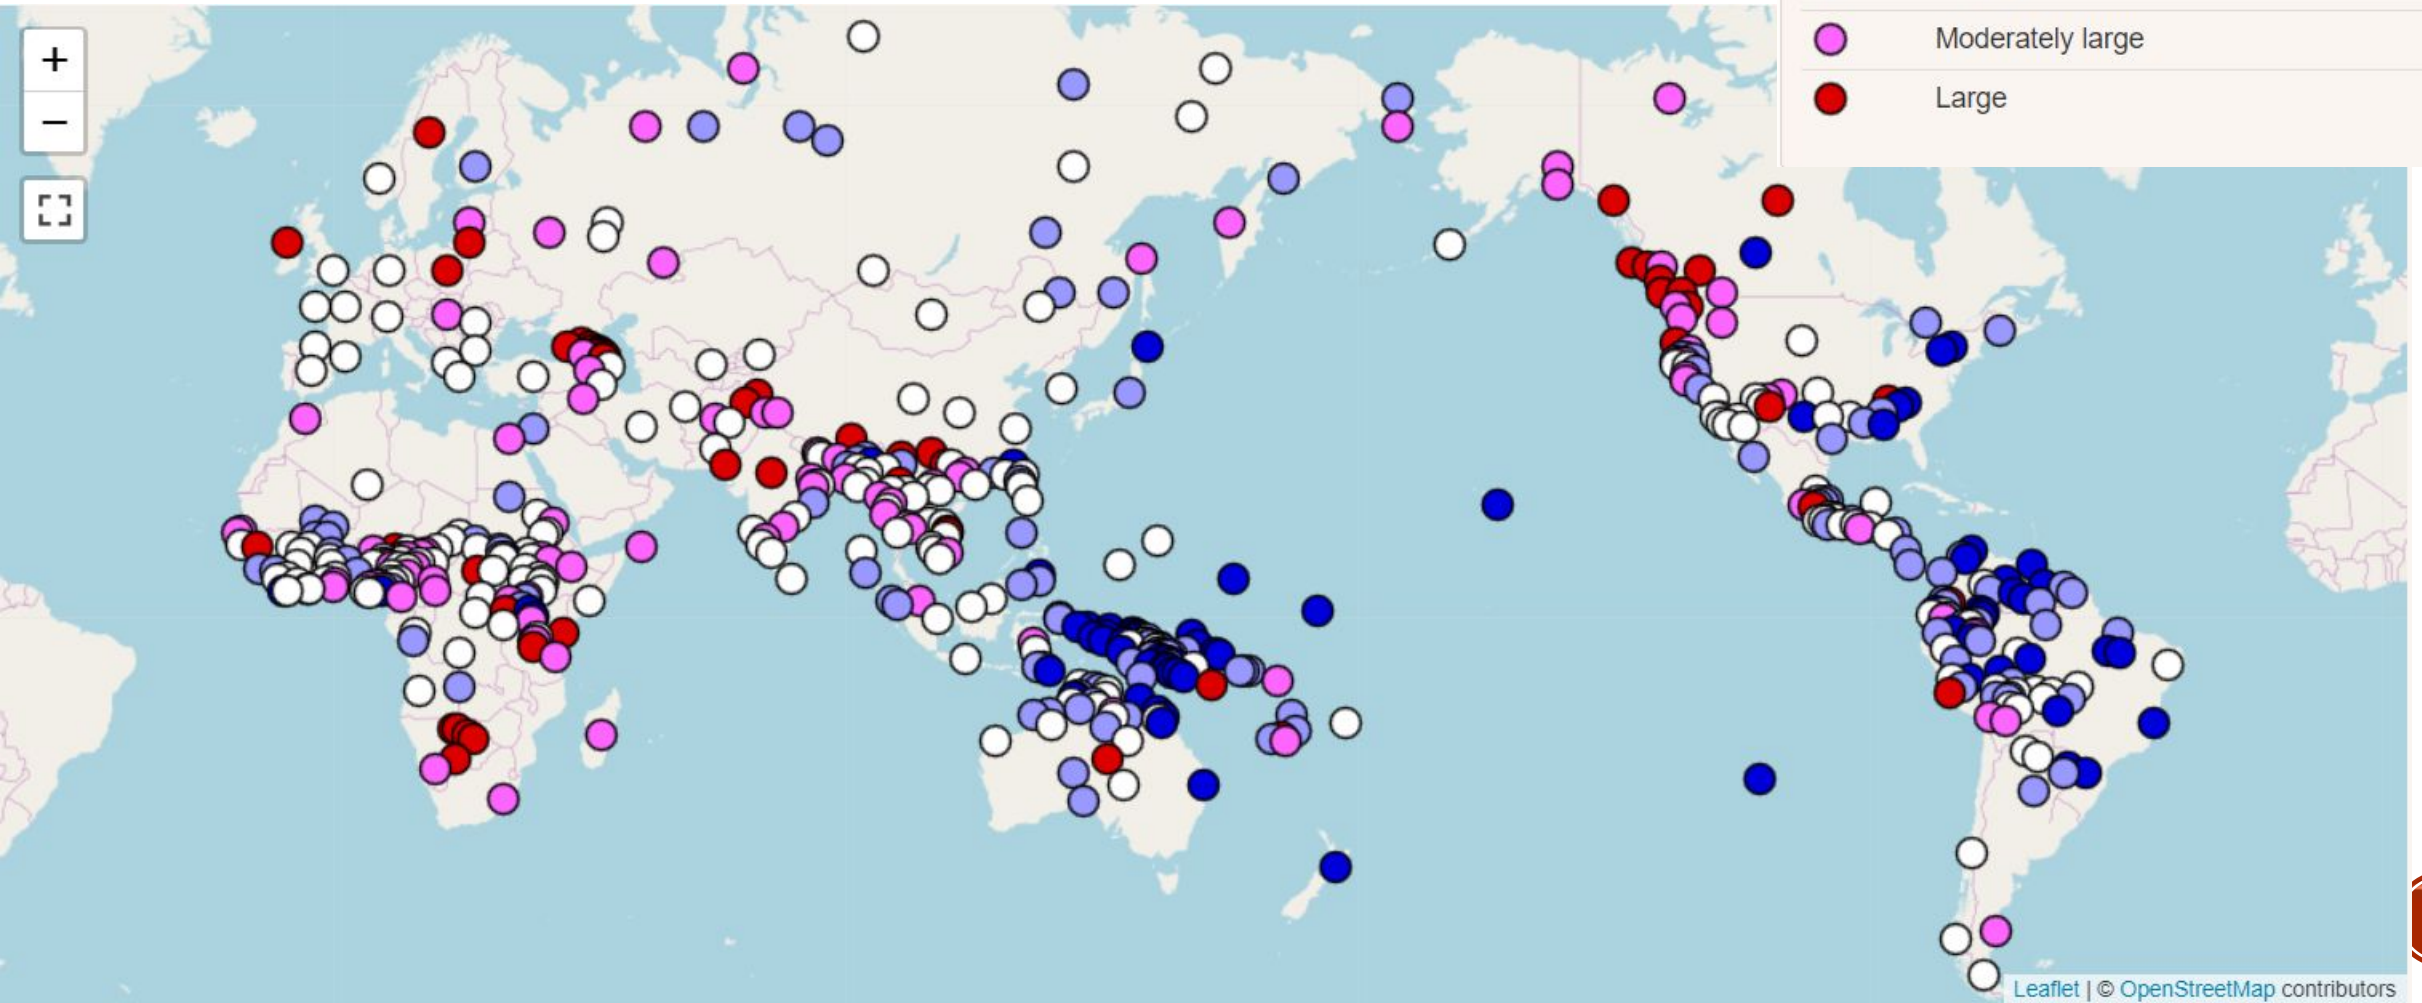 +
−
Moderately large
Large
Leaflet | © OpenStreetMap contributors